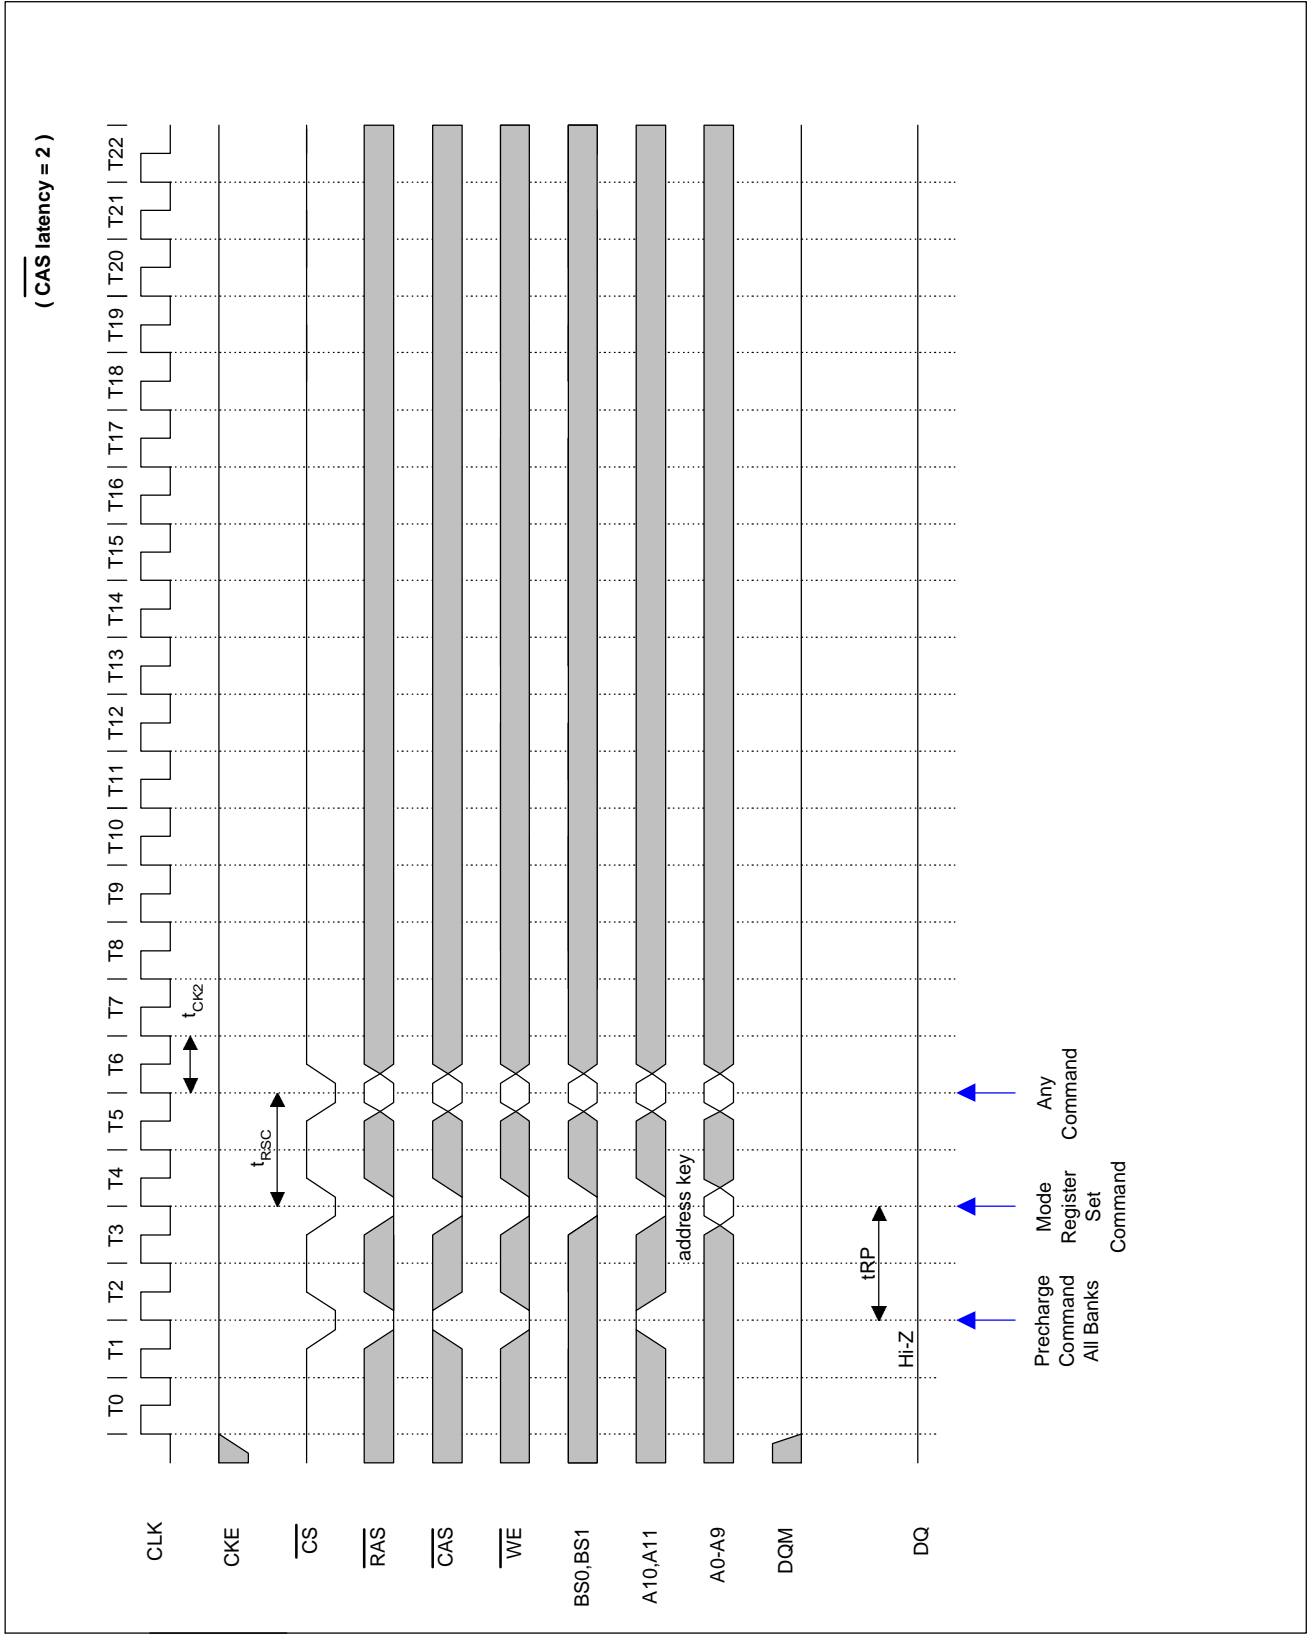 ( CAS latency = 2 )
T0 T1 T2 T3 T4 T5 T6 T7 T8 T9 T10 T11 T12 T13 T14 T15 T16 T17 T18 T19 T20 T21 T22
CLK
tCK2
CKE
tRSC
CS
RAS
CAS
WE
BS0,BS1
A10,A11
address key
A0-A9
DQM
tRP
Hi-Z
DQ
Precharge
Command
All Banks
Mode
Register
Set
Command
Any
Command